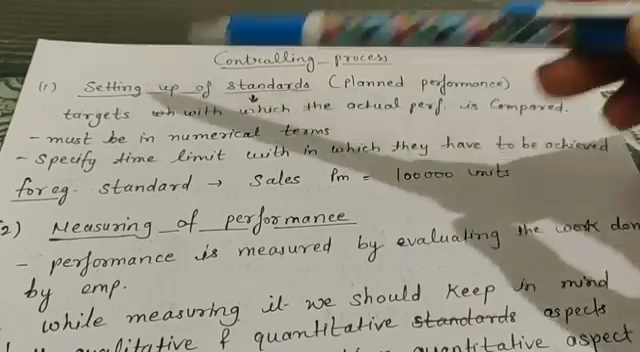 Controlling process
(1) Setting up of standards (Planned performance)
targets wh with which the actual perf. is Compared.
- must be in numerical terms
- Specify time limit with in which they have to be achieved
for eg. standard → Sales Pm = 100000 units
2) Measuring of performance
- performance is measured by evaluating the work don
by emp.
while measuring it we should keep in mind
qualitative & quantitative standards aspects
quantitative aspect